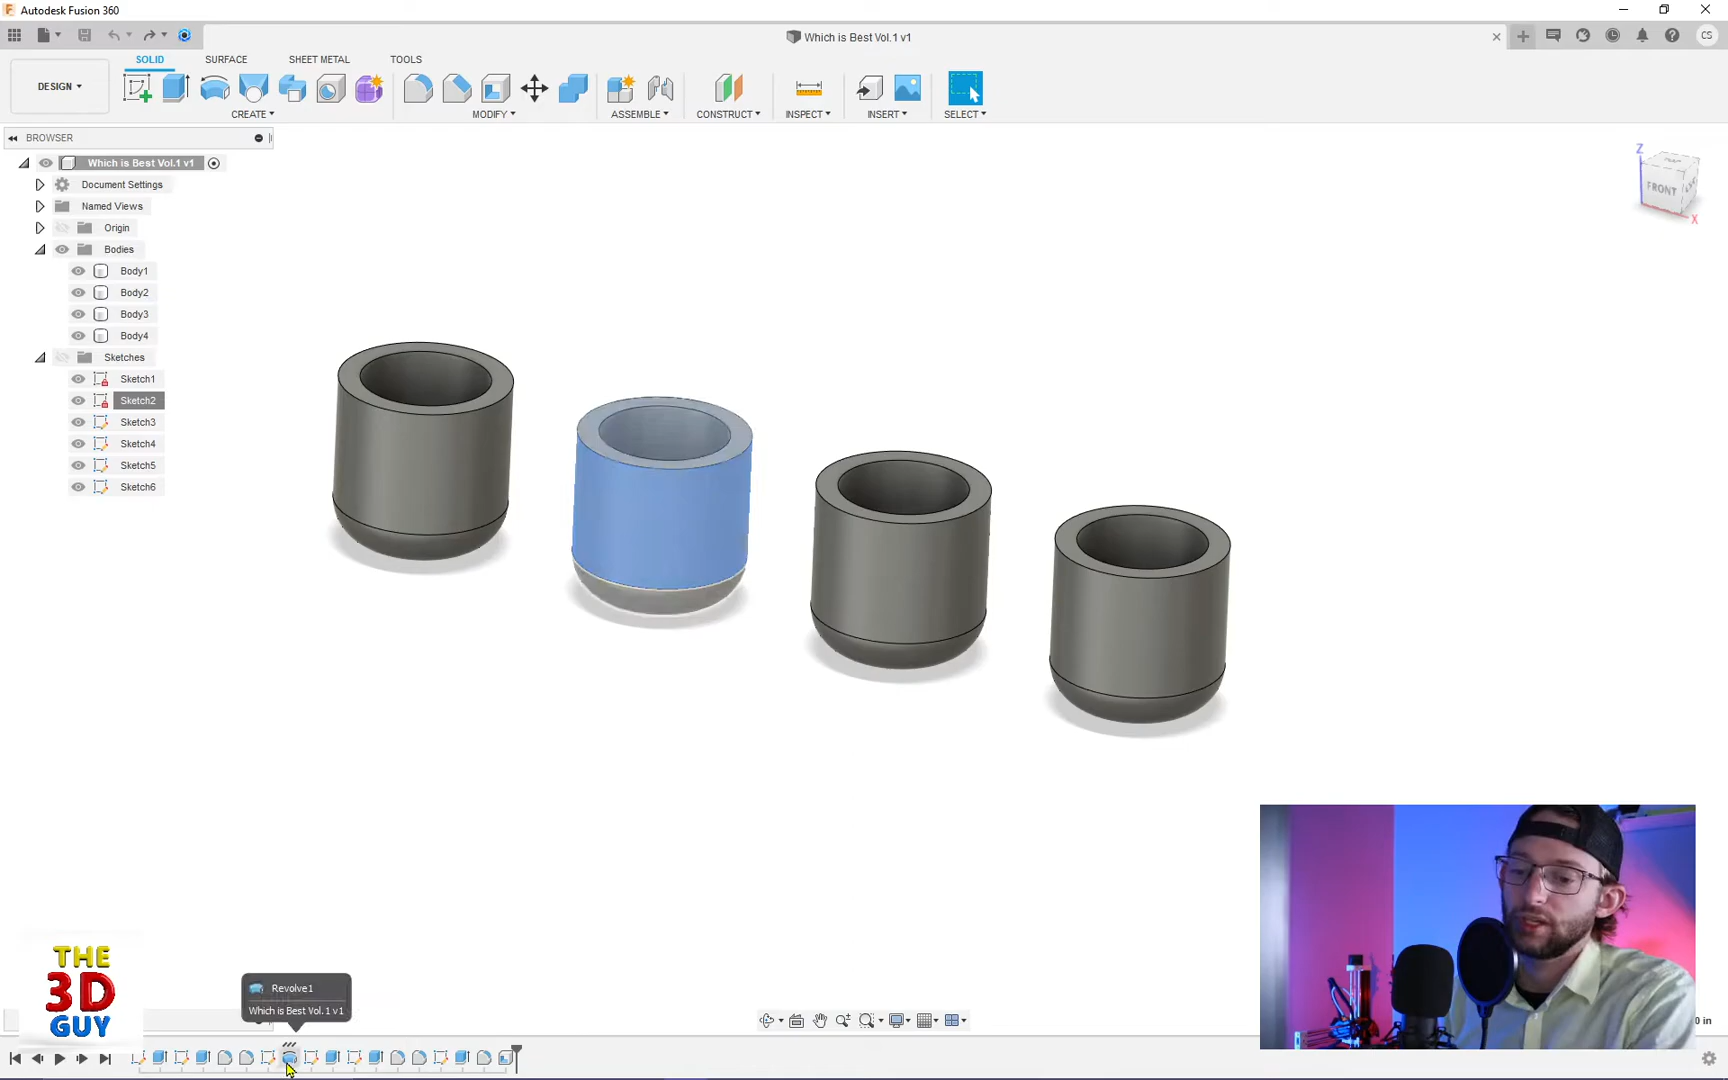 Autodesk Fusion 360
Which is Best Vol.1 v1
CS
SOLID
SURFACE
SHEET METAL
TOOLS
DESIGN
CREATE
MODIFY
ASSEMBLE
CONSTRUCT
INSPECT
INSERT
SELECT
BROWSER
Which is Best Vol.1 v1
Document Settings
Named Views
Origin
Bodies
Body1
Body2
Body3
Body4
Sketches
Sketch1
Sketch2
Sketch3
Sketch4
Sketch5
Sketch6
Z
FRONT
X
THE
3D
GUY
Revolve1
Which is Best Vol.1 v1
0 in